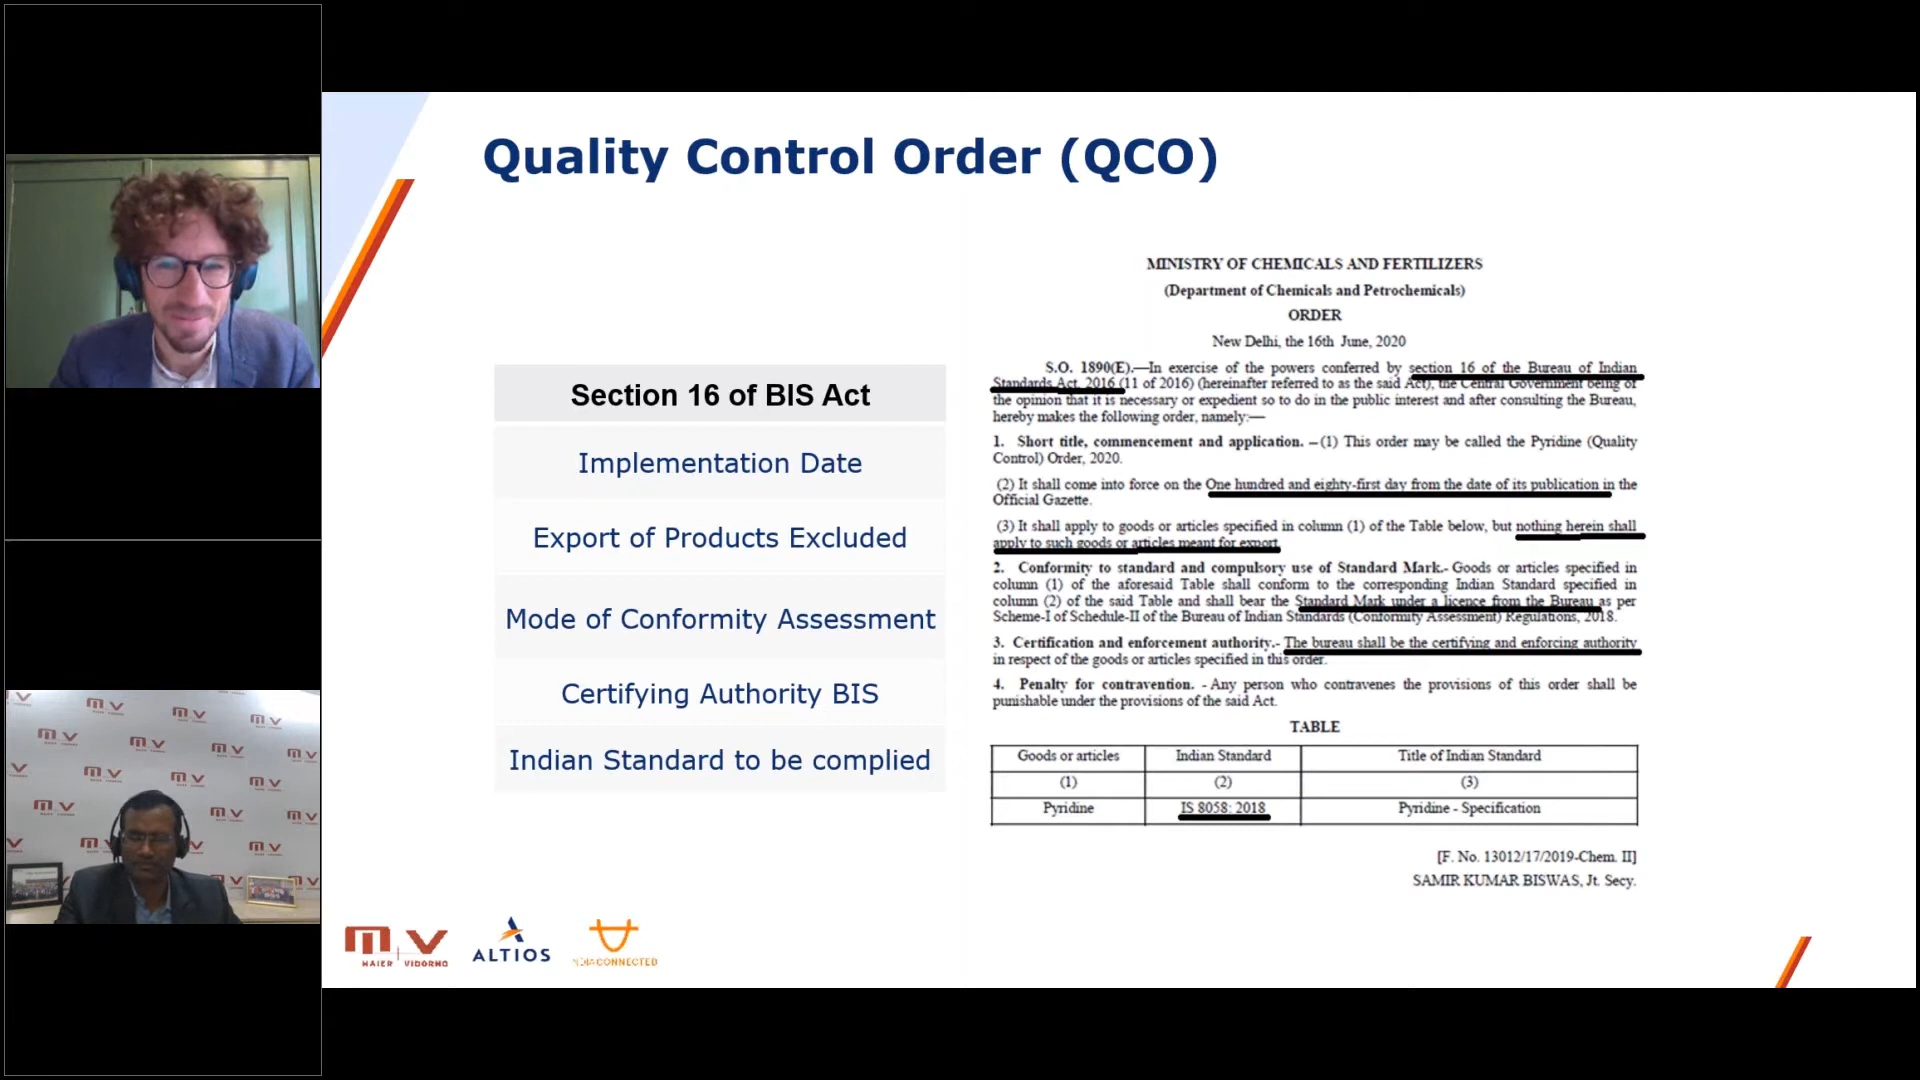 Quality Control Order (QCO)
Section 16 of BIS Act
Implementation Date
Export of Products Excluded
Mode of Conformity Assessment
Certifying Authority BIS
Indian Standard to be complied
MINISTRY OF CHEMICALS AND FERTILIZERS
(Department of Chemicals and Petrochemicals)
ORDER
New Delhi, the 16th June, 2020
S.O. 1890(E).—In exercise of the powers conferred by section 16 of the Bureau of Indian
Standards Act, 2016 (11 of 2016) (hereinafter referred to as the said Act), the Central Government being of
the opinion that it is necessary or expedient so to do in the public interest and after consulting the Bureau,
hereby makes the following order, namely:—
1. Short title, commencement and application. –(1) This order may be called the Pyridine (Quality
Control) Order, 2020.
(2) It shall come into force on the One hundred and eighty-first day from the date of its publication in the
Official Gazette.
(3) It shall apply to goods or articles specified in column (1) of the Table below, but nothing herein shall
apply to such goods or articles meant for export.
2. Conformity to standard and compulsory use of Standard Mark.- Goods or articles specified in
column (1) of the aforesaid Table shall conform to the corresponding Indian Standard specified in
column (2) of the said Table and shall bear the Standard Mark under a licence from the Bureau as per
Scheme-I of Schedule-II of the Bureau of Indian Standards (Conformity Assessment) Regulations, 2018.
3. Certification and enforcement authority.- The bureau shall be the certifying and enforcing authority
in respect of the goods or articles specified in this order.
4. Penalty for contravention. - Any person who contravenes the provisions of this order shall be
punishable under the provisions of the said Act.
TABLE
Goods or articles Indian Standard Title of Indian Standard
(1) (2) (3)
Pyridine IS 8058: 2018 Pyridine - Specification
[F. No. 13012/17/2019-Chem. II]
SAMIR KUMAR BISWAS, Jt. Secy.
MV
MAIER VIDORNO
ALTIOS